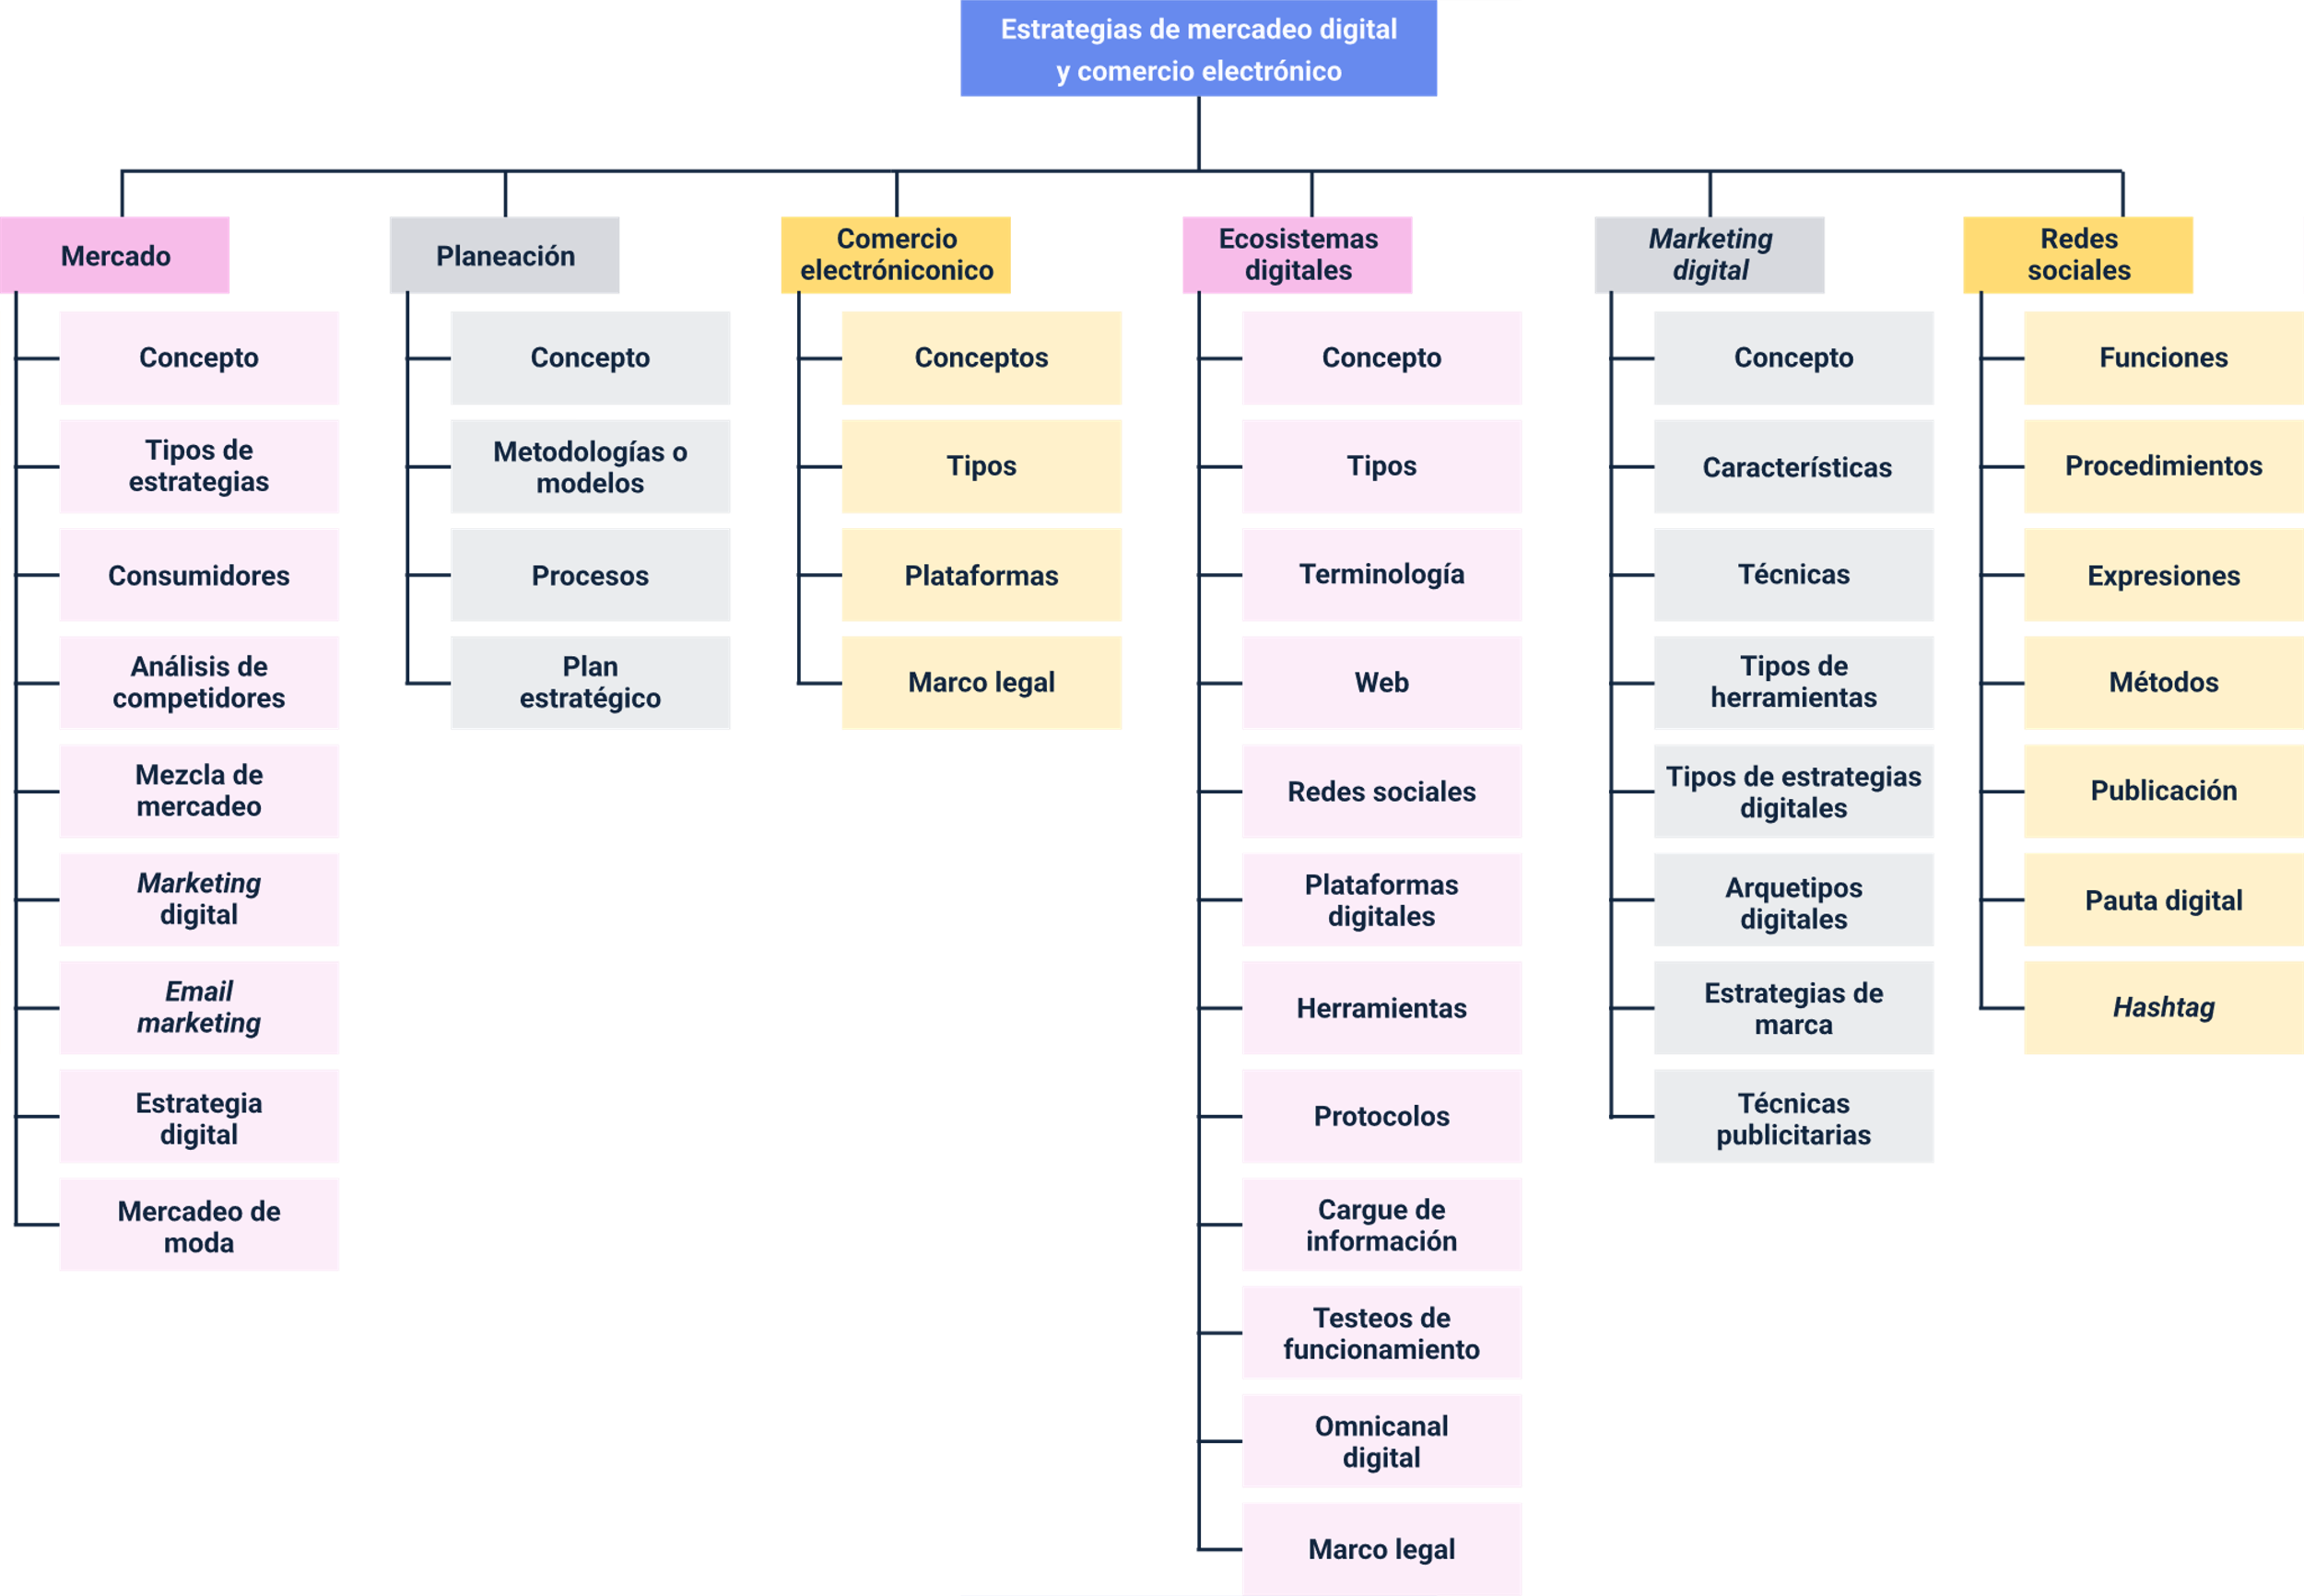 Estrategias de mercadeo digital
y comercio electrónico
Mercado
Concepto
Tipos de
estrategias
Consumidores
Análisis de
competidores
Mezcla de
mercadeo
Marketing
digital
Email
marketing
Estrategia
digital
Mercadeo de
moda
Planeación
Concepto
Metodologías o
modelos
Procesos
Plan
estratégico
Comercio
electróniconico
Conceptos
Tipos
Plataformas
Marco legal
Ecosistemas
digitales
Concepto
Tipos
Terminología
Web
Redes sociales
Plataformas
digitales
Herramientas
Protocolos
Cargue de
información
Testeos de
funcionamiento
Omnicanal
digital
Marco legal
Marketing
digital
Concepto
Características
Técnicas
Tipos de
herramientas
Tipos de estrategias
digitales
Arquetipos
digitales
Estrategias de
marca
Técnicas
publicitarias
Redes
sociales
Funciones
Procedimientos
Expresiones
Métodos
Publicación
Pauta digital
Hashtag